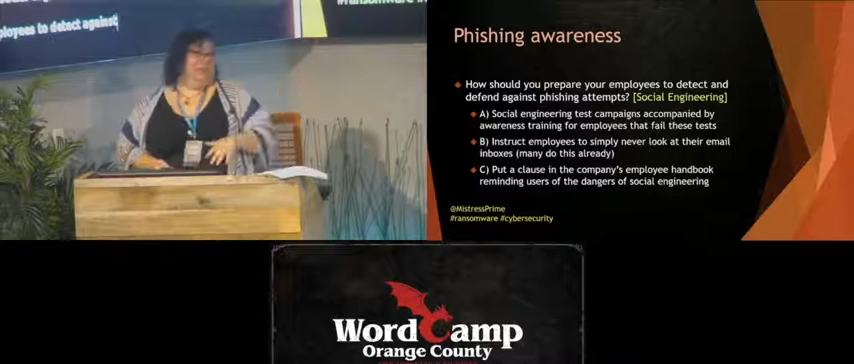 ployees to detect against
#ransomware #
Phishing awareness
How should you prepare your employees to detect and
defend against phishing attempts? [Social Engineering]
A) Social engineering test campaigns accompanied by
awareness training for employees that fail these tests
B) Instruct employees to simply never look at their email
inboxes (many do this already)
C) Put a clause in the company's employee handbook
reminding users of the dangers of social engineering
@MistressPrime
#ransomware #cybersecurity
WordCamp
Orange County